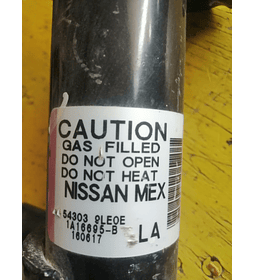 CAUTION
GAS FILLED
DO NOT OPEN
DO NOT HEAT
NISSAN MEX
54303 9LE0E
1A16695-B LA
160617